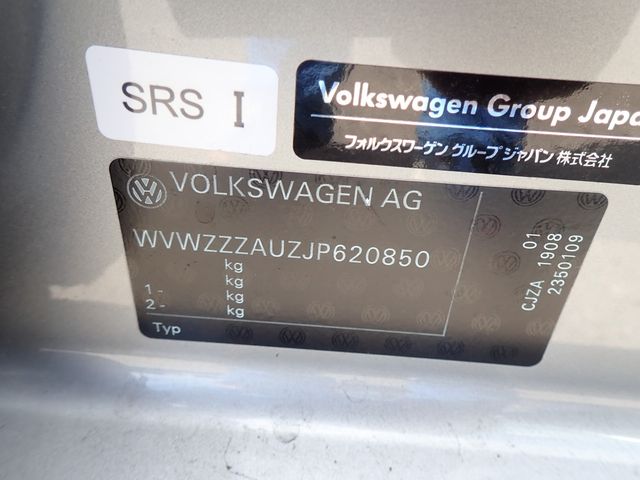 SRS I
Volkswagen Group Japa
フォルクスワーゲン グループ ジャパン 株式会社
VOLKSWAGEN AG
WVWZZZAUZJP620850
kg
kg
1 - kg
2 - kg
Typ
01
CJZA 1908
2350109